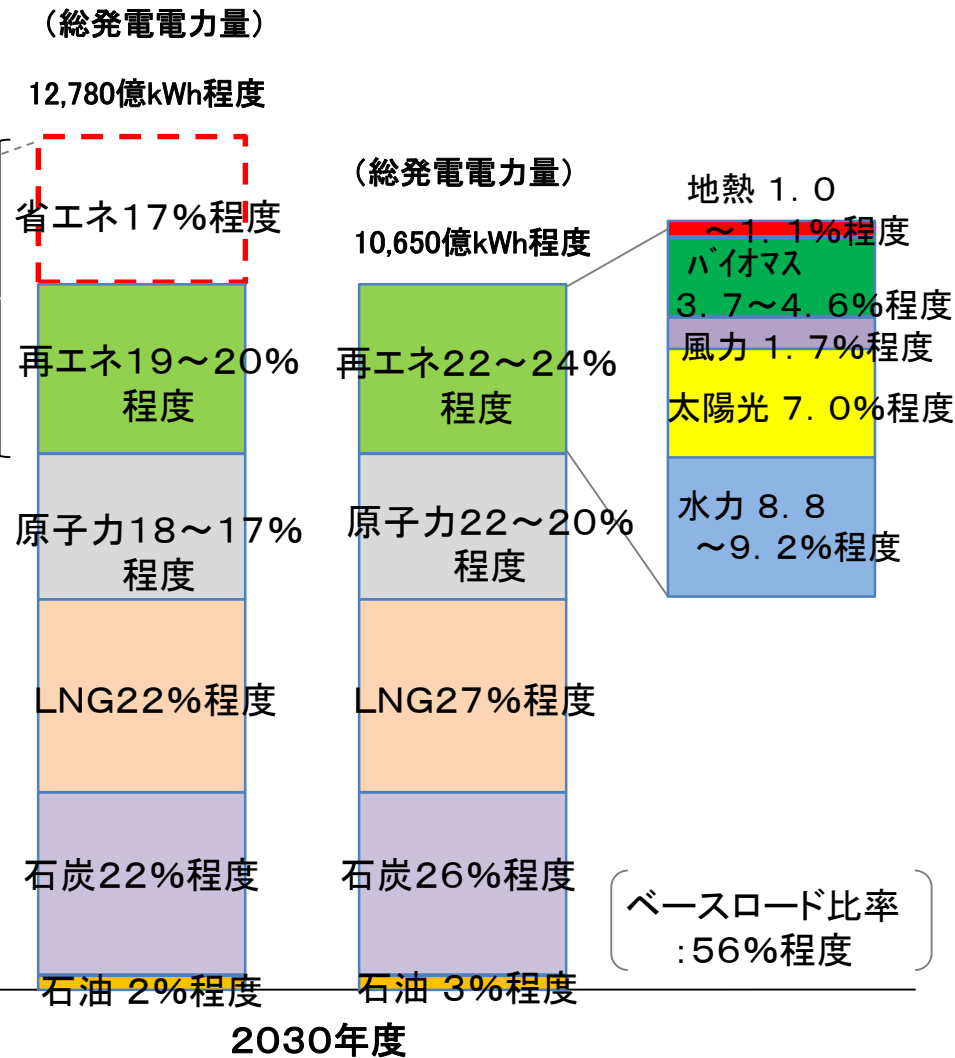 （総発電電力量）
12,780億kWh程度
省エネ17%程度
再エネ19～20%
程度
原子力18～17%
程度
LNG22%程度
石炭22%程度
石油 2%程度
（総発電電力量）
10,650億kWh程度
再エネ22～24%
程度
原子力22～20%
程度
LNG27%程度
石炭26%程度
石油 3%程度
地熱 1．0
～1．1%程度
ﾊﾞｲｵﾏｽ
3．7～4．6%程度
風力 1．7%程度
太陽光 7．0%程度
水力 8．8
～9．2%程度
ベースロード比率
：56%程度
2030年度